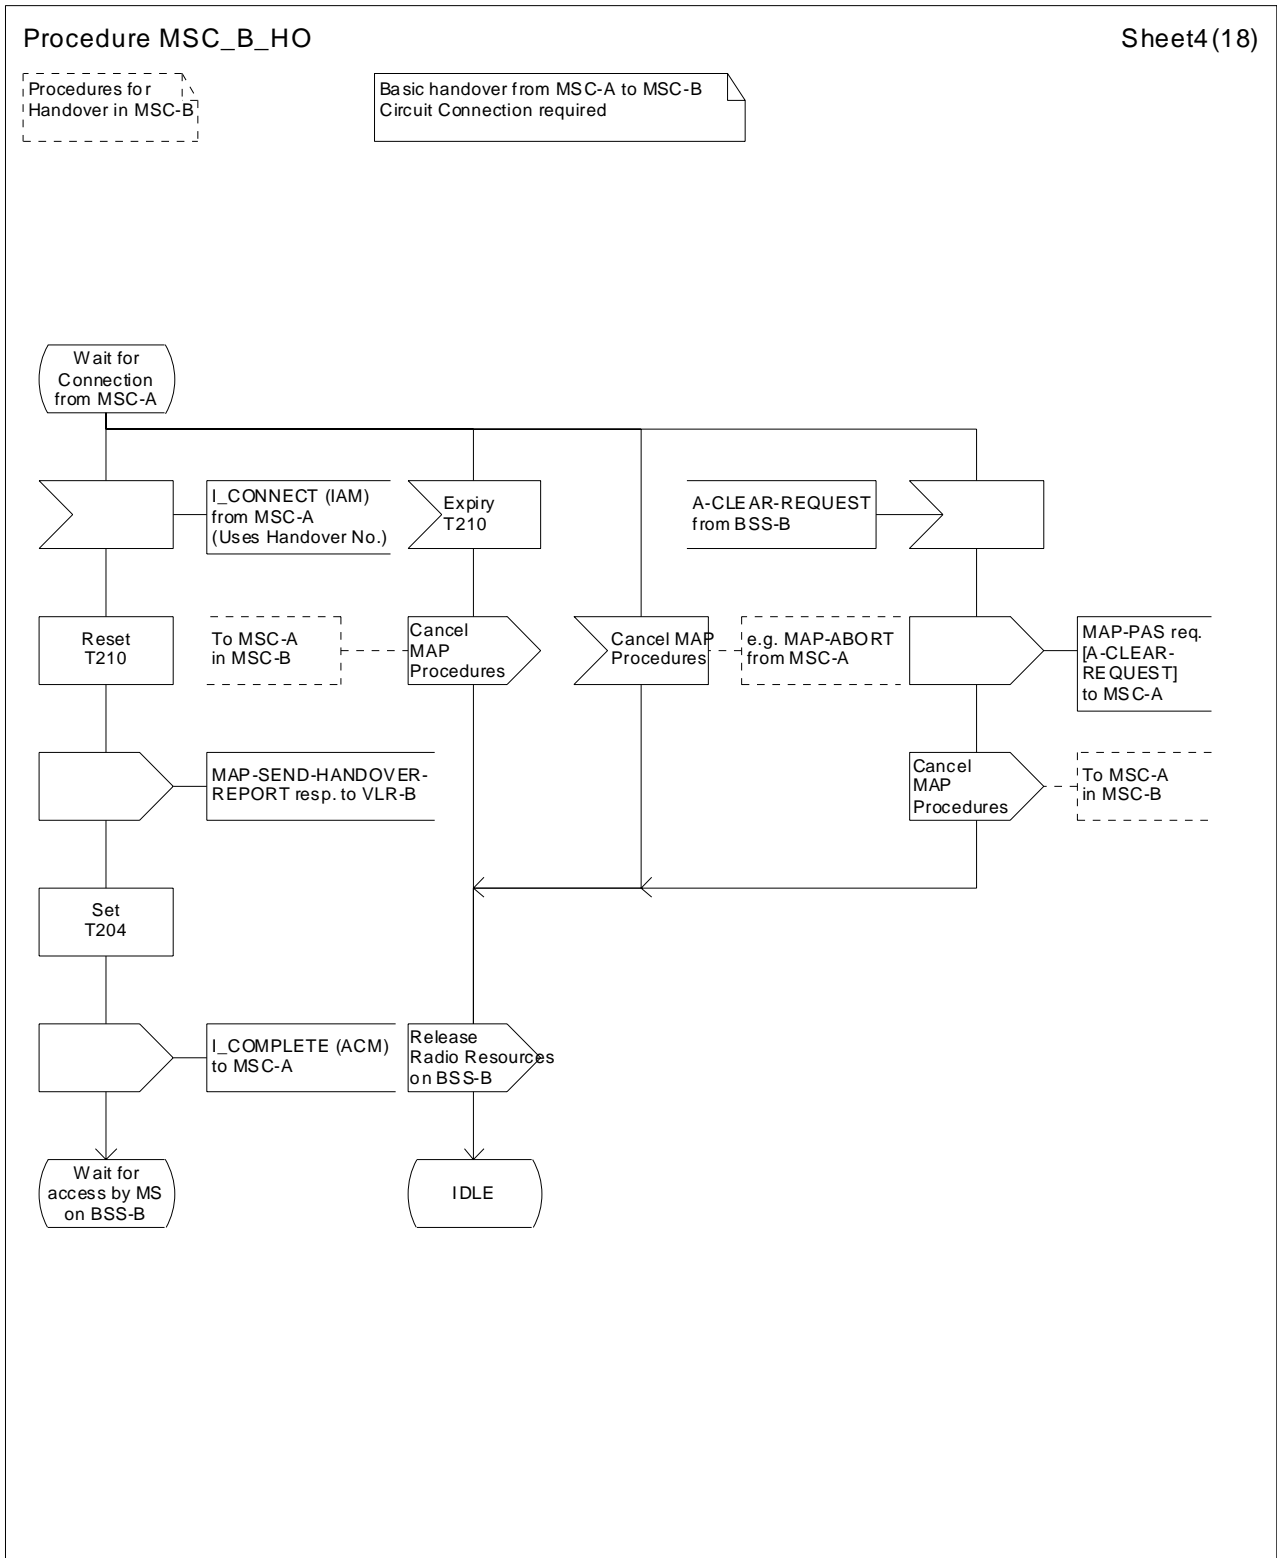 Procedure MSC_B_HO
Sheet4(18)
Procedures for
Handover in MSC-B
Basic handover from MSC-A to MSC-B
Circuit Connection required
Wait for
Connection
from MSC-A
I_CONNECT (IAM)
from MSC-A
(Uses Handover No.)
Expiry
T210
A-CLEAR-REQUEST
from BSS-B
Reset
T210
To MSC-A
in MSC-B
Cancel
MAP
Procedures
Cancel MAP
Procedures
e.g. MAP-ABORT
from MSC-A
MAP-PAS req.
[A-CLEAR-
REQUEST]
to MSC-A
MAP-SEND-HANDOVER-
REPORT resp. to VLR-B
Cancel
MAP
Procedures
To MSC-A
in MSC-B
Set
T204
I_COMPLETE (ACM)
to MSC-A
Release
Radio Resources
on BSS-B
Wait for
access by MS
on BSS-B
IDLE